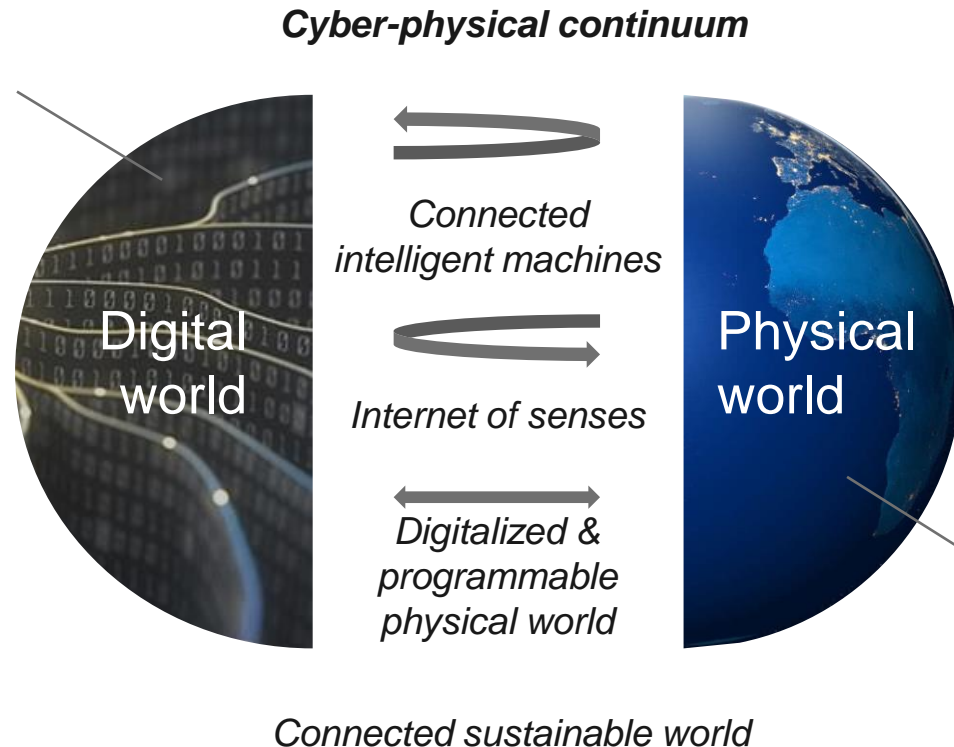 Cyber-physical continuum
Connected
intelligent machines
Digital
world
Physical
world
Internet of senses
Digitalized &
programmable
physical world
Connected sustainable world